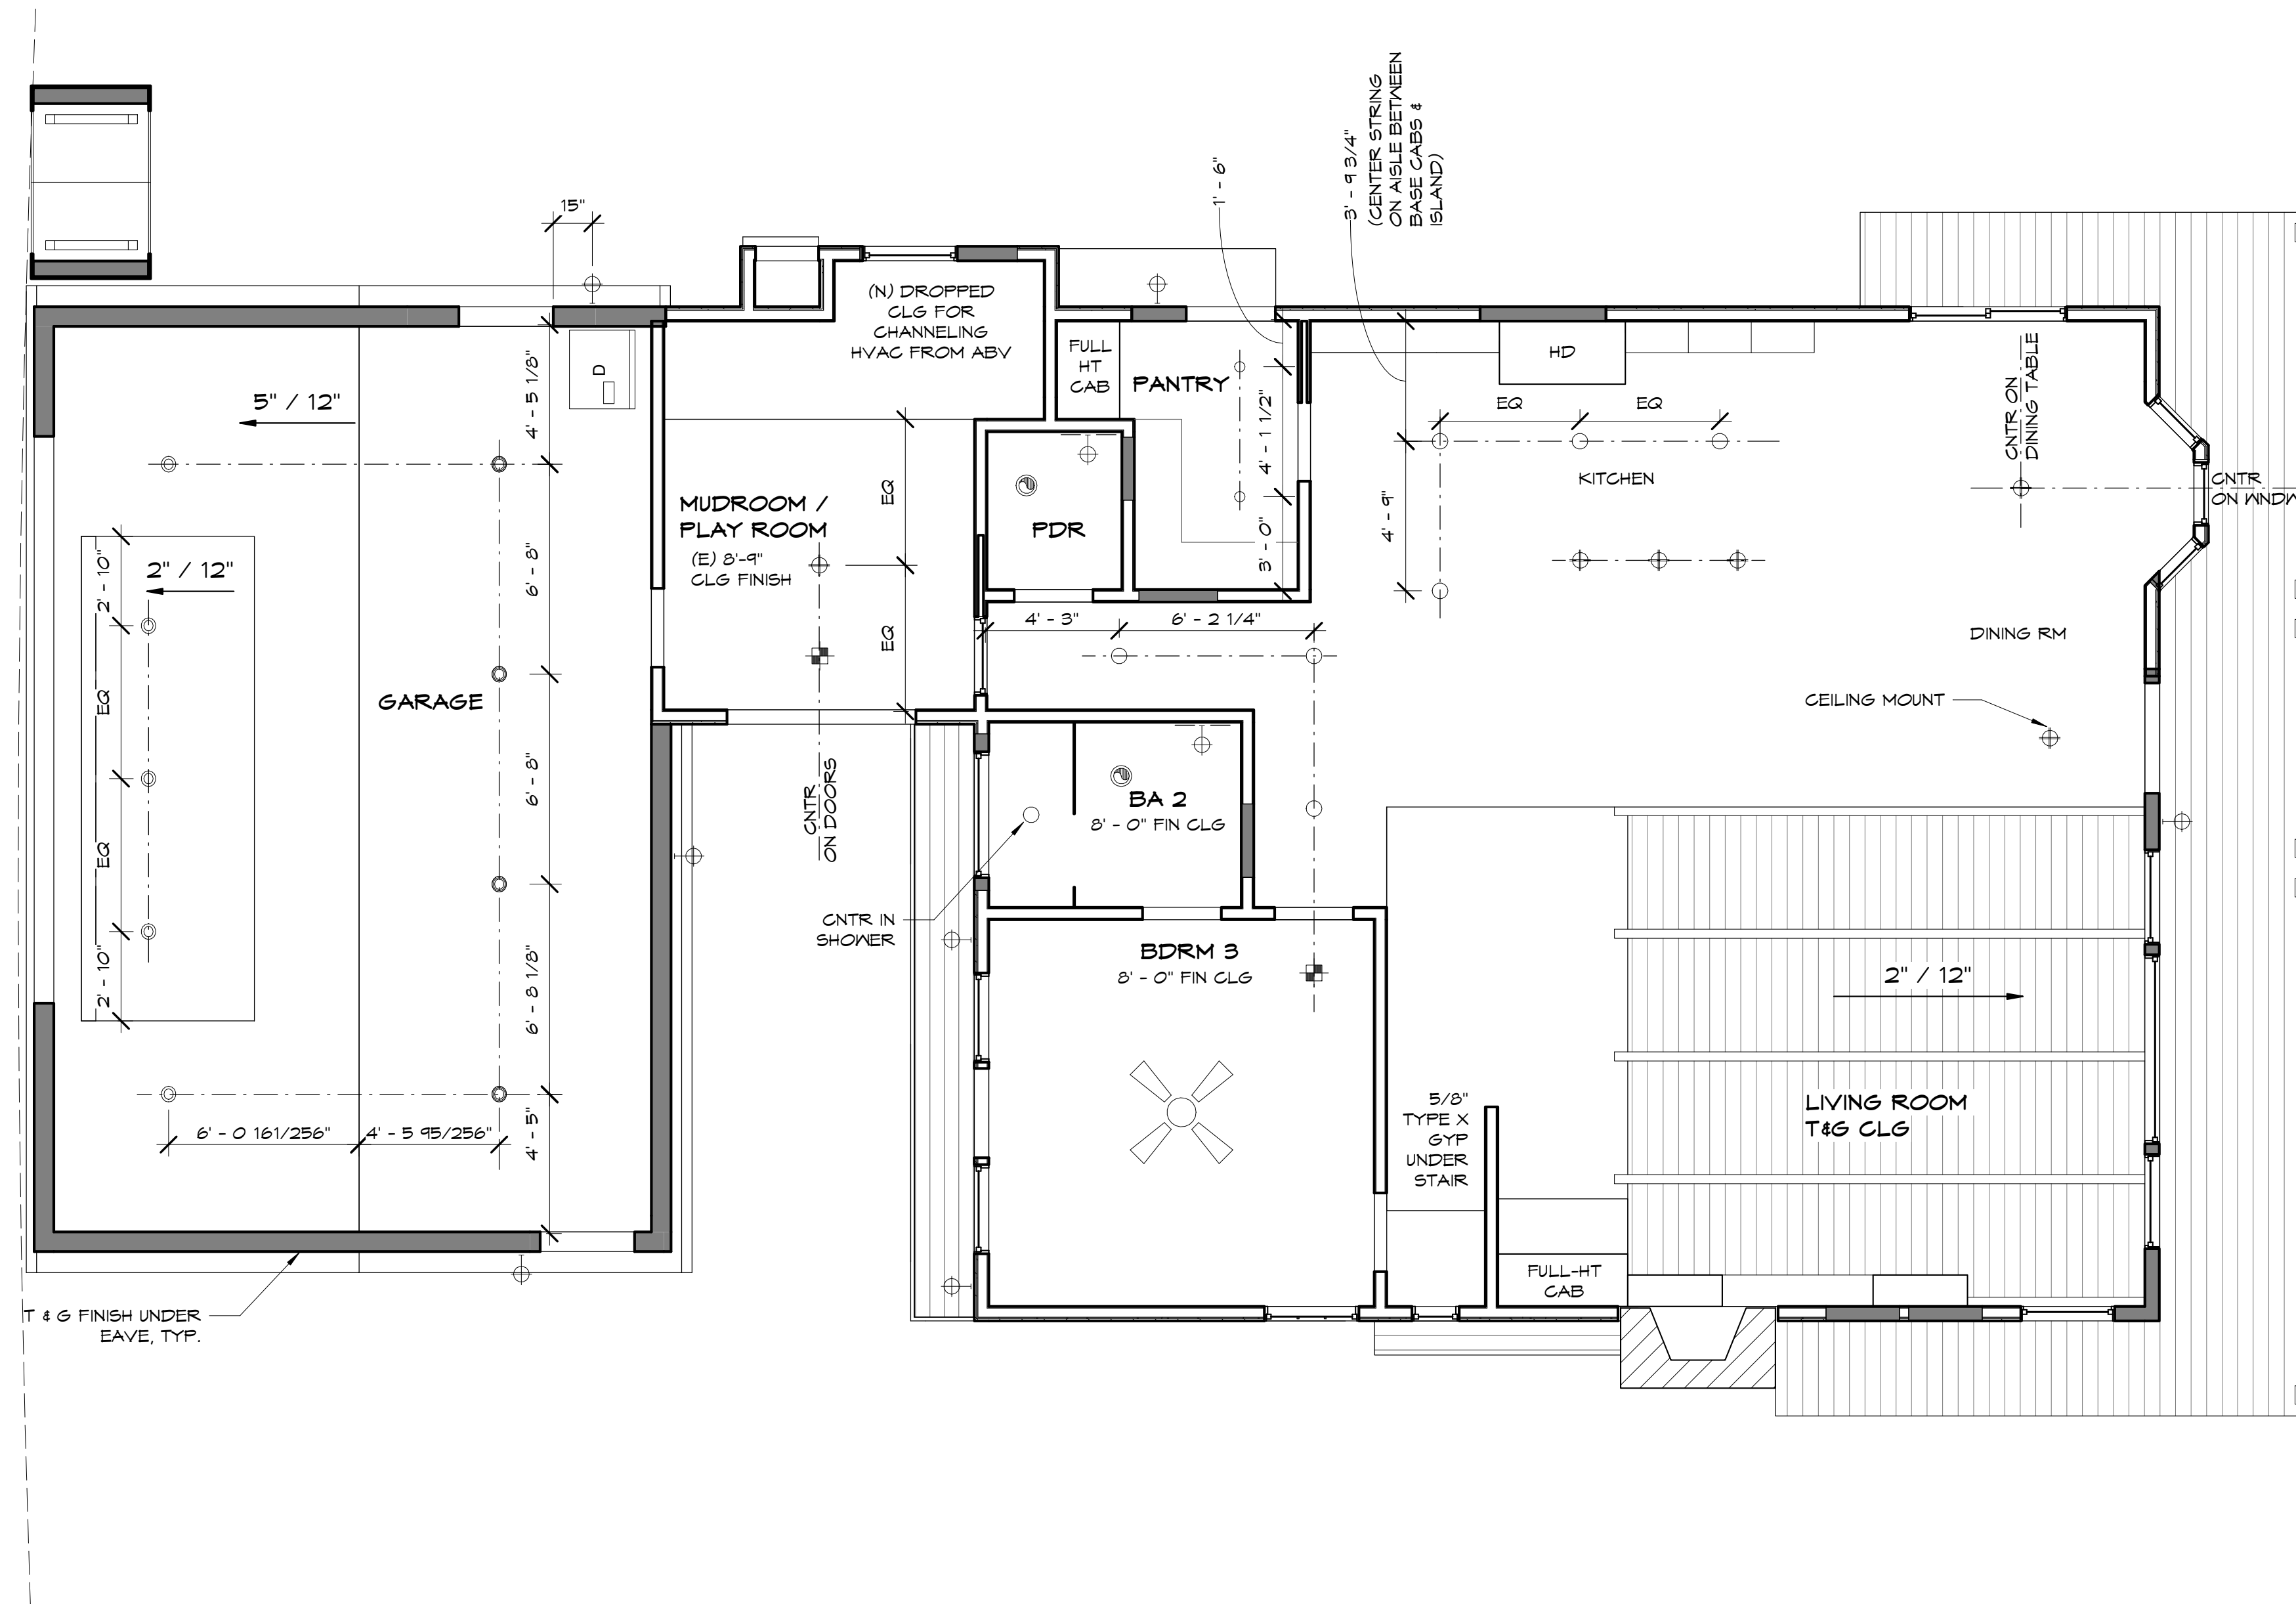 3' - 9 3/4"
(CENTER STRING
ON AISLE BETWEEN
BASE CABS &
ISLAND)
1' - 6"
15"
(N) DROPPED
CLG FOR
CHANNELING
HVAC FROM ABV
FULL
HT
CAB
PANTRY
HD
D
CNTR ON
DINING TABLE
5" / 12"
4' - 5 1/8"
EQ
EQ
4' - 1 1/2"
KITCHEN
CNTR
ON WNDW
MUDROOM /
PLAY ROOM
(E) 8'-9"
CLG FINISH
EQ
PDR
3' - 0"
4' - 9"
2' - 10"
2" / 12"
6' - 8"
EQ
4' - 3"
6' - 2 1/4"
DINING RM
EQ
GARAGE
CEILING MOUNT
6' - 8"
CNTR
ON DOORS
BA 2
8' - 0" FIN CLG
EQ
CNTR IN
SHOWER
BDRM 3
8' - 0" FIN CLG
2' - 10"
6' - 8 1/8"
2" / 12"
5/8"
TYPE X
GYP
UNDER
STAIR
LIVING ROOM
T&G CLG
6' - 0 161/256"
4' - 5 95/256"
4' - 5"
FULL-HT
CAB
T & G FINISH UNDER
EAVE, TYP.